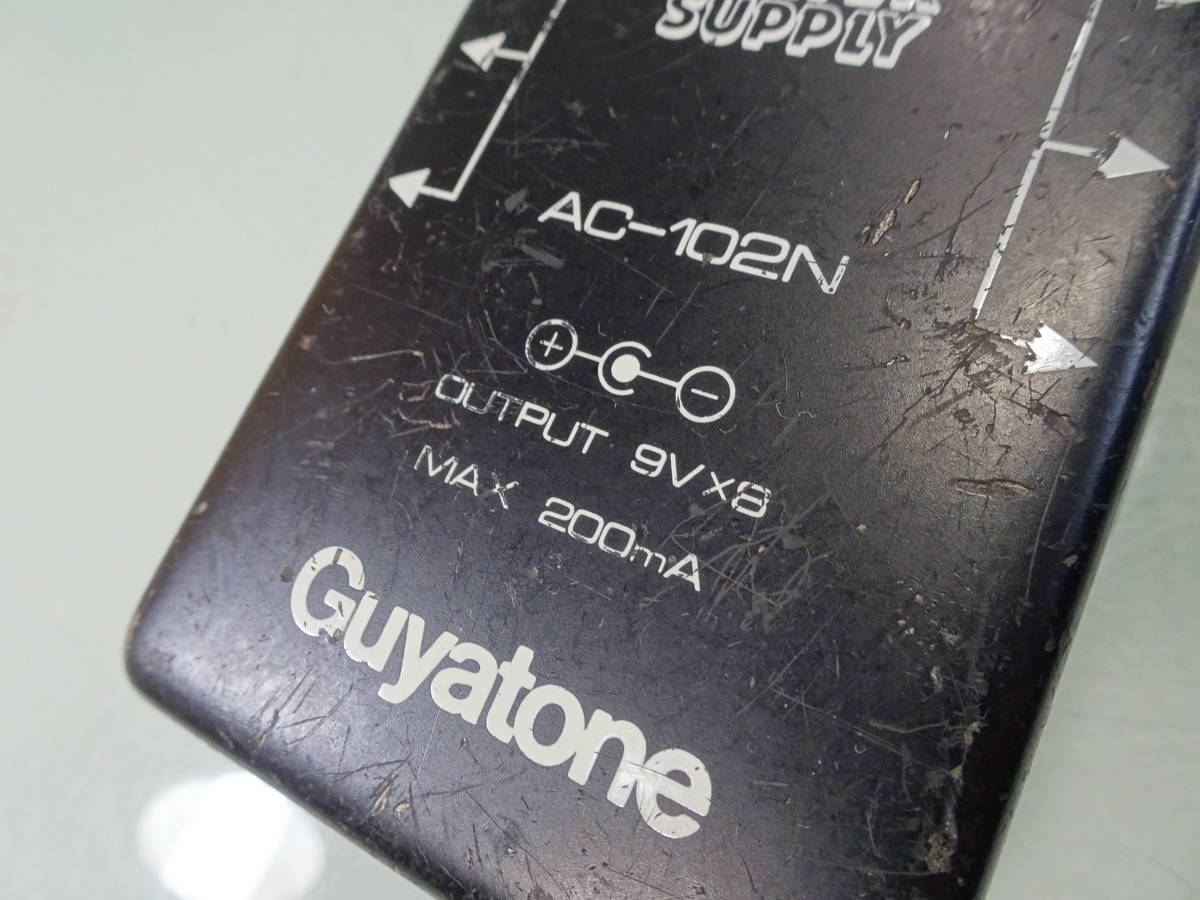 SUPPLY
AC-102N
+ -
OUTPUT 9V×8
MAX 200mA
Guyatone